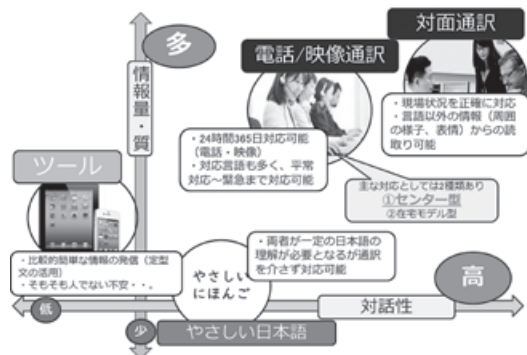 多
情報量・質
電話/映像通訳
対面通訳
・現場状況を正確に対応
・言語以外の情報（周囲
の様子、表情）からの読
取り可能
・24時間365日対応可能
（電話・映像）
・対応言語も多く、平常
対応～緊急まで対応可能
主な対応としては2種類あり
①センター型
②在宅モデル型
ツール
・比較的簡単な情報の発信（定型
文の活用）
・そもそも人でない不安・・。
・両者が一定の日本語の
理解が必要となるが通訳
を介さず対応可能
やさしい
にほんご
高
低
対話性
少
やさしい日本語